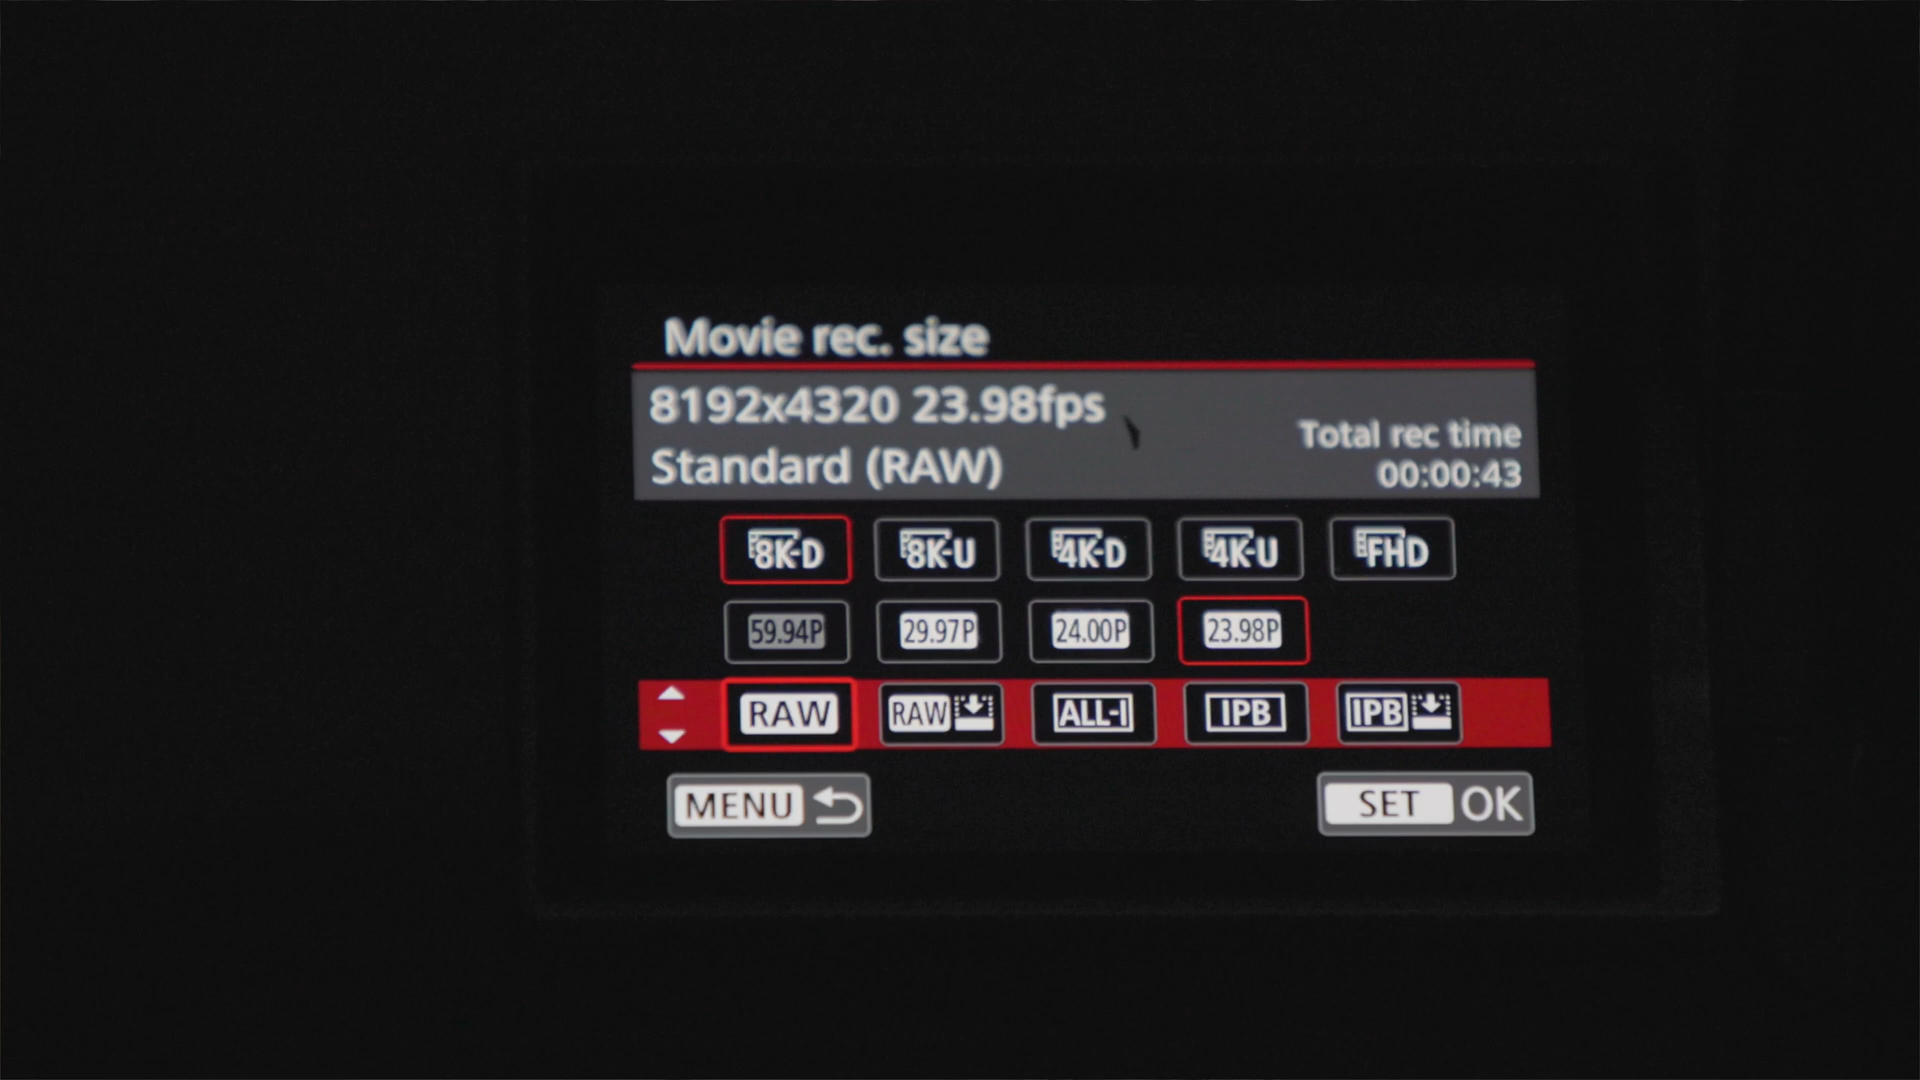 Movie rec. size
8192x4320 23.98fps
Standard (RAW)
Total rec time
00:00:43
8K-D 8K-U 4K-D 4K-U FHD
59.94P 29.97P 24.00P 23.98P
RAW RAW ALL-I IPB IPB
MENU SET OK